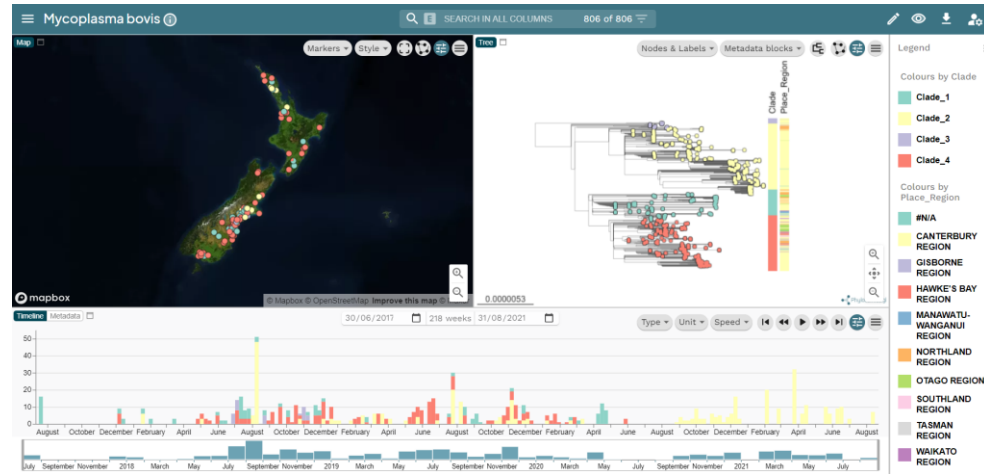 Mycoplasma bovis
E SEARCH IN ALL COLUMNS 806 of 806
Map
Markers Style
mapbox
© Mapbox © OpenStreetMap Improve this map ©
Tree
Nodes & Labels Metadata blocks
Clade
Place_Region
0.0000053
Legend
Colours by Clade
Clade_1
Clade_2
Clade_3
Clade_4
Colours by
Place_Region
#N/A
CANTERBURY
REGION
GISBORNE
REGION
HAWKE'S BAY
REGION
MANAWATU-
WANGANUI
REGION
NORTHLAND
REGION
OTAGO REGION
SOUTHLAND
REGION
TASMAN
REGION
WAIKATO
REGION
Timeline Metadata
30/06/2017 218 weeks 31/08/2021
Type Unit Speed
50
40
30
20
10
0
August October December February April June August October December February April June August October December February April June August October December February April June August
July September November 2018 March May July September November 2019 March May July September November 2020 March May July September November 2021 March May July